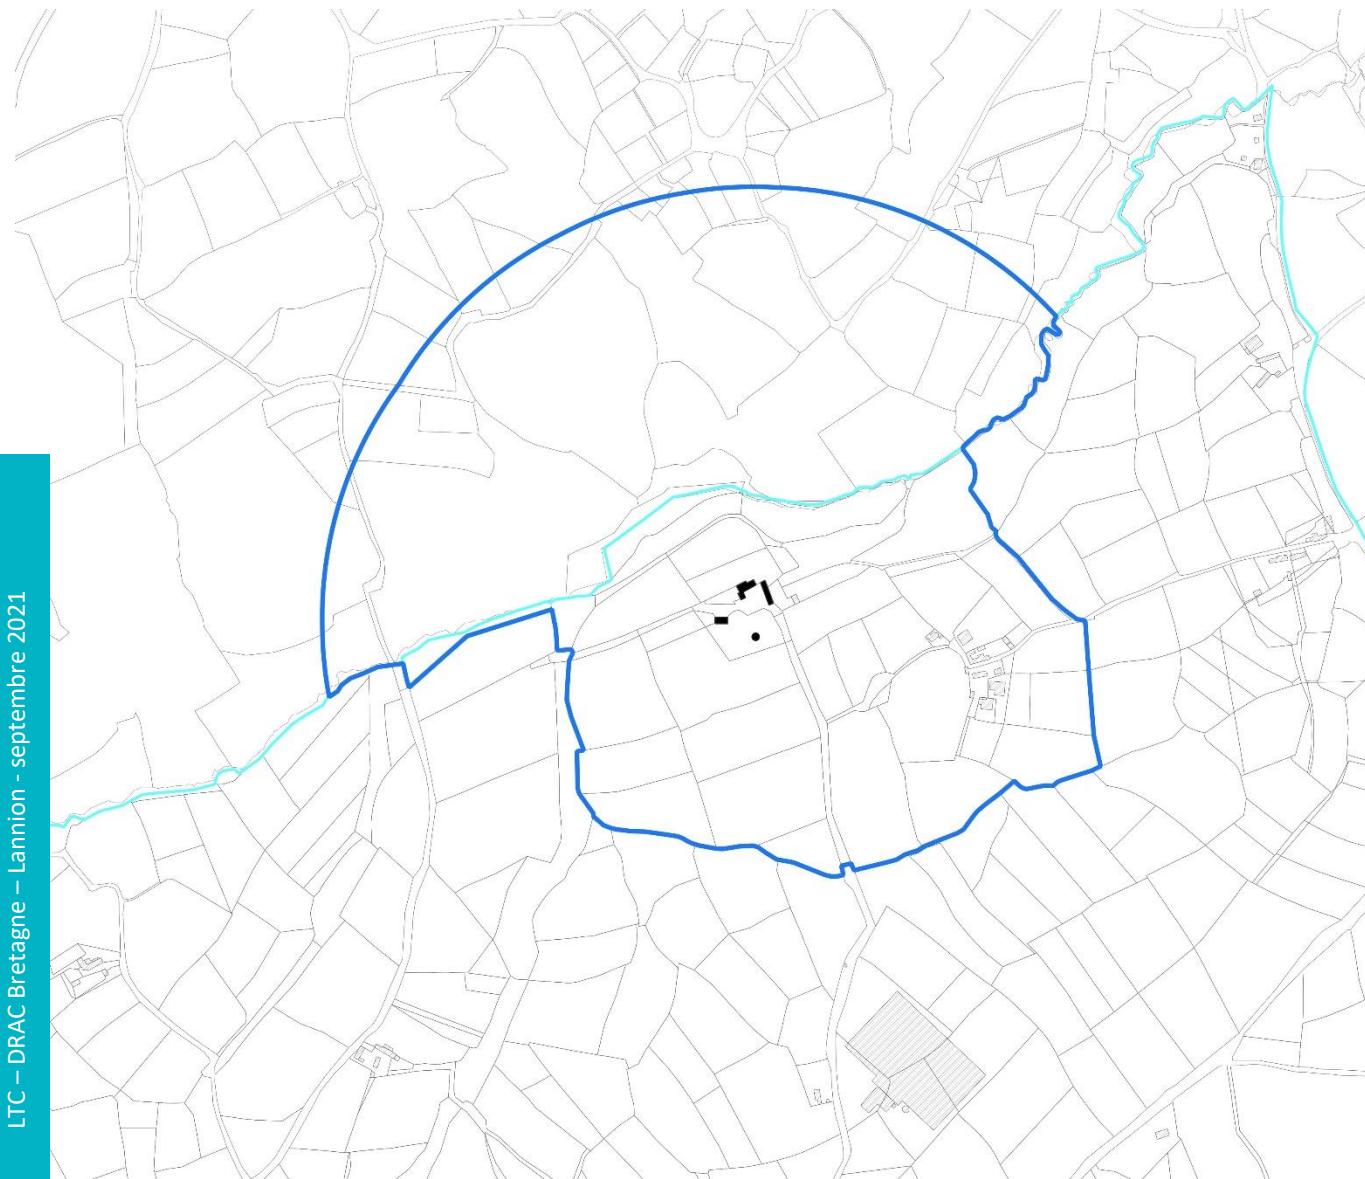 LTC – DRAC Bretagne – Lannion - septembre 2021